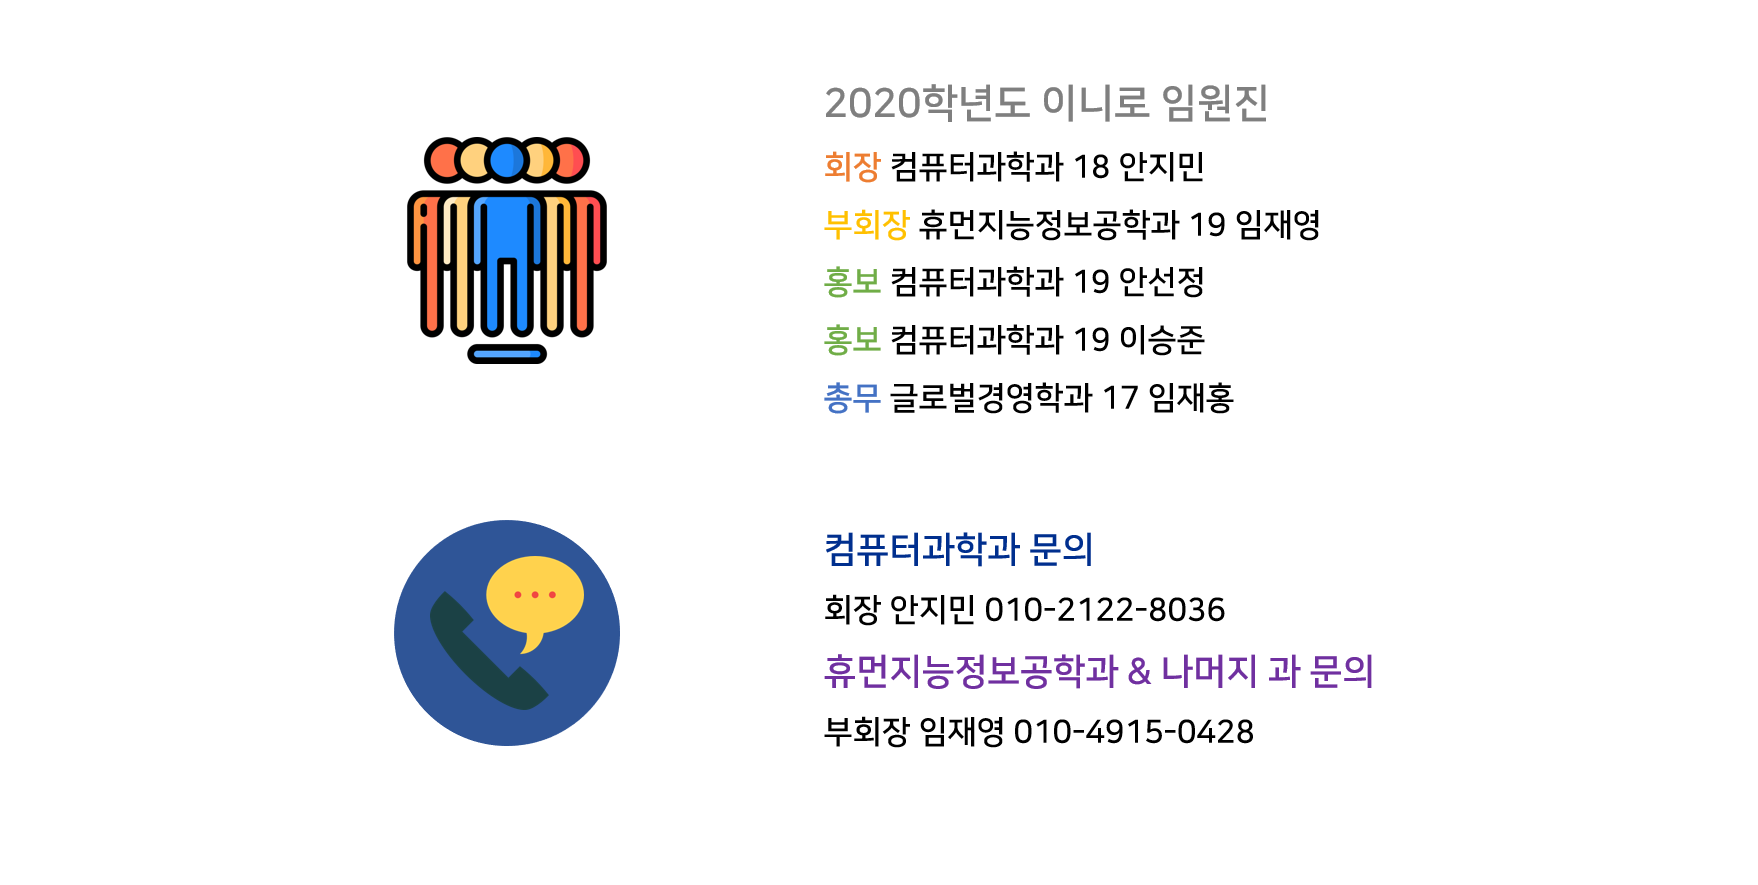 2020학년도 이니로 임원진
회장 컴퓨터과학과 18 안지민
부회장 휴먼지능정보공학과 19 임재영
홍보 컴퓨터과학과 19 안선정
홍보 컴퓨터과학과 19 이승준
총무 글로벌경영학과 17 임재홍
컴퓨터과학과 문의
회장 안지민 010-2122-8036
휴먼지능정보공학과 & 나머지 과 문의
부회장 임재영 010-4915-0428